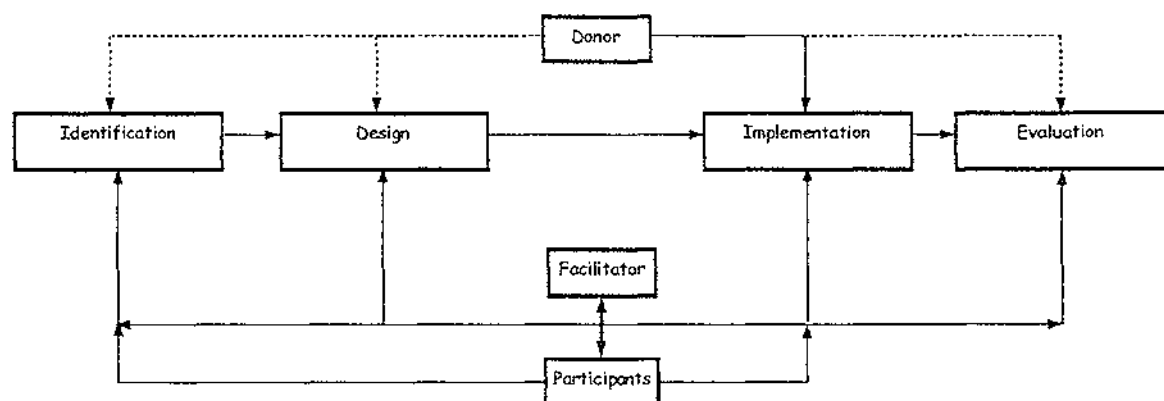 Donor
Identification
Design
Implementation
Evaluation
Facilitator
Participants